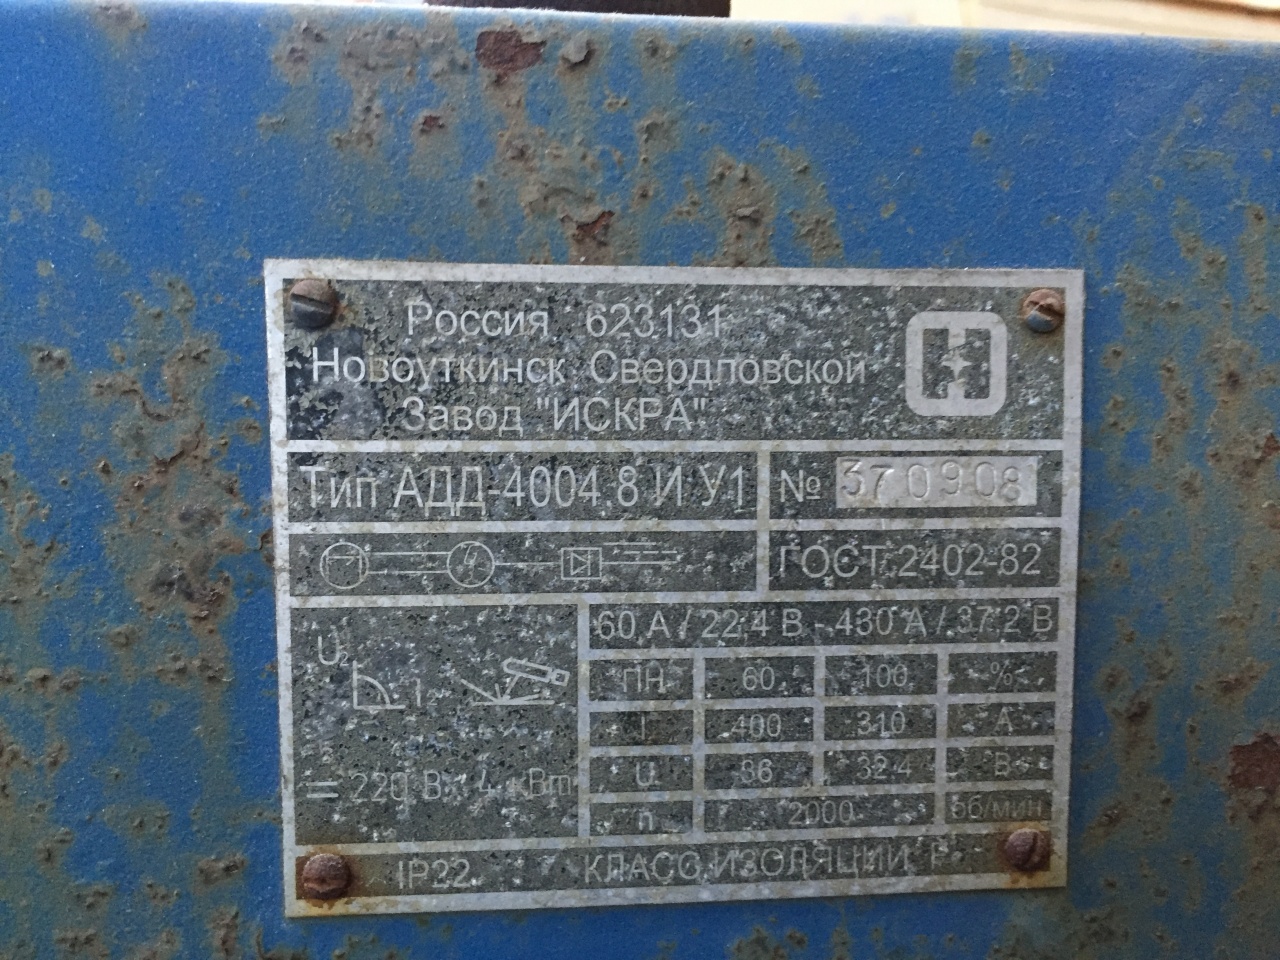 Россия 623131
Новоуткинск Свердловской
Завод "ИСКРА"
Тип АДД-4004.8 И У1 № 370908
ГОСТ 2402-82
60 А / 22,4 В - 430 А / 37,2 В
U₂ I
ПН 60 100 %
I 400 310 А
= 220 В 4 кВт
U 36 32.4 В
n 2000 об/мин
IP22. КЛАСС ИЗОЛЯЦИИ F